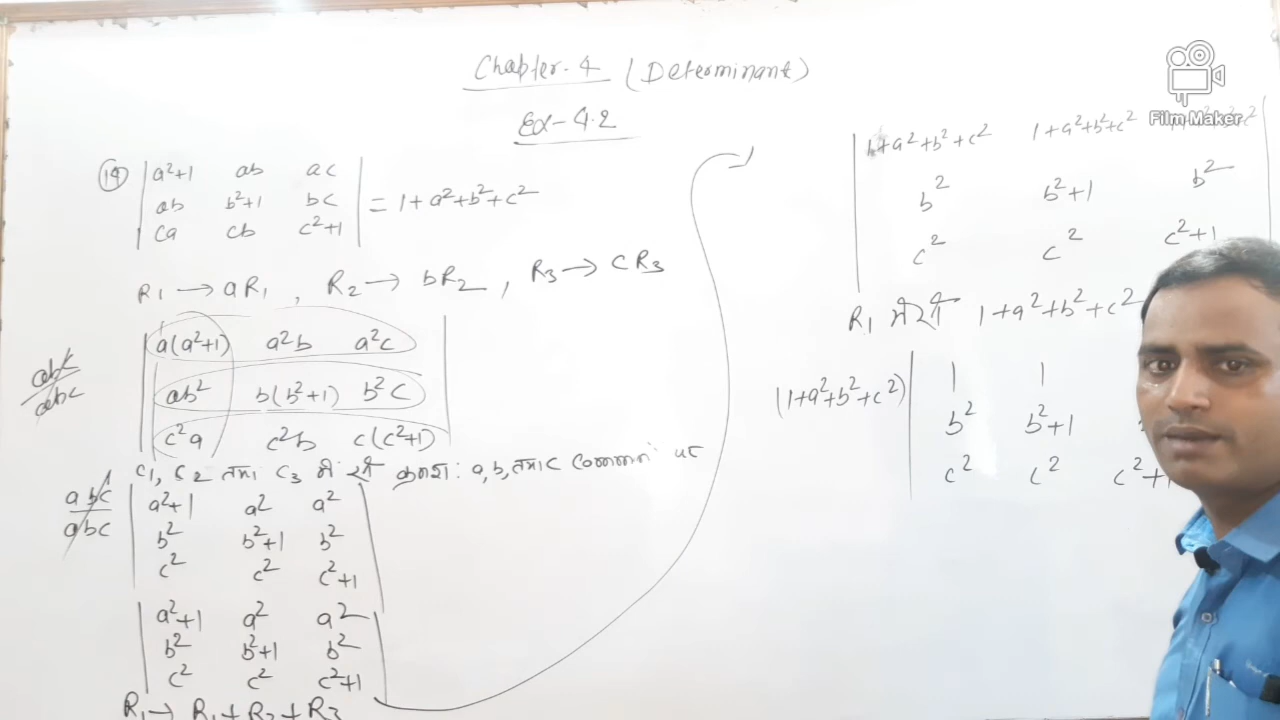 Chapter-4 (Determinant)
Ex-4.2
(14) | a²+1 ab ac |
| ab b²+1 bc | = 1+a²+b²+c²
| ca cb c²+1 |
R₁ → aR₁ , R₂ → bR₂ , R₃ → cR₃
| a(a²+1) a²b a²c |
abc/abc | ab² b(b²+1) b²c |
| c²a c²b c(c²+1) |
C₁, C₂ तथा C₃ में से क्रमशः a, b, तथा c common पर
abc/abc | a²+1 a² a² |
| b² b²+1 b² |
| c² c² c²+1 |
| a²+1 a² a² |
| b² b²+1 b² |
| c² c² c²+1 |
R₁ → R₁ + R₂ + R₃
| 1+a²+b²+c² 1+a²+b²+c²
| b² b²+1 b² |
| c² c² c²+1 |
R₁ में से 1+a²+b²+c²
| 1 1
(1+a²+b²+c²) | b² b²+1
| c² c² c²+1
Film Maker